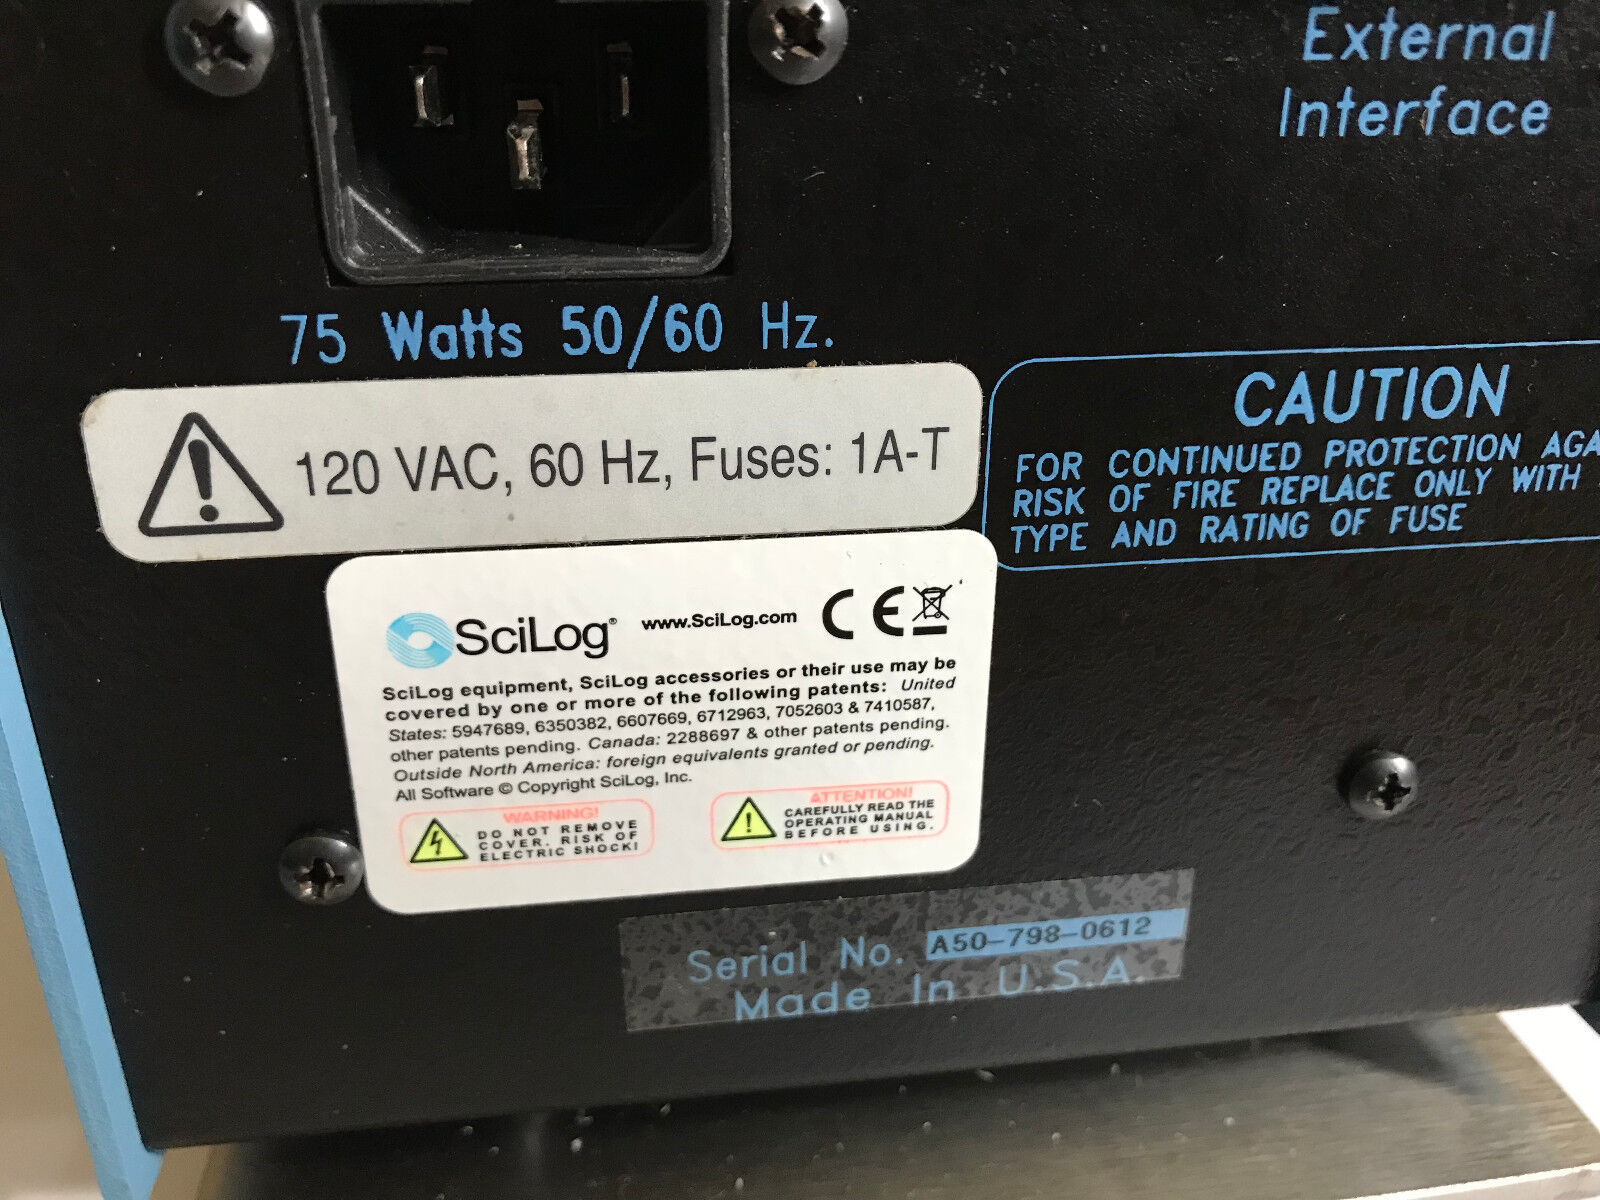 External
Interface
75 Watts 50/60 Hz.
120 VAC, 60 Hz, Fuses: 1A-T
CAUTION
FOR CONTINUED PROTECTION AGA
RISK OF FIRE REPLACE ONLY WITH
TYPE AND RATING OF FUSE
SciLog® www.SciLog.com CE
SciLog equipment, SciLog accessories or their use may be
covered by one or more of the following patents: United
States: 5947689, 6350382, 6607669, 6712963, 7052603 & 7410587,
other patents pending. Canada: 2288697 & other patents pending.
Outside North America: foreign equivalents granted or pending.
All Software © Copyright SciLog, Inc.
WARNING!
DO NOT REMOVE
COVER. RISK OF
ELECTRIC SHOCK!
ATTENTION!
CAREFULLY READ THE
OPERATING MANUAL
BEFORE USING.
Serial No. A50-798-0612
Made In U.S.A.